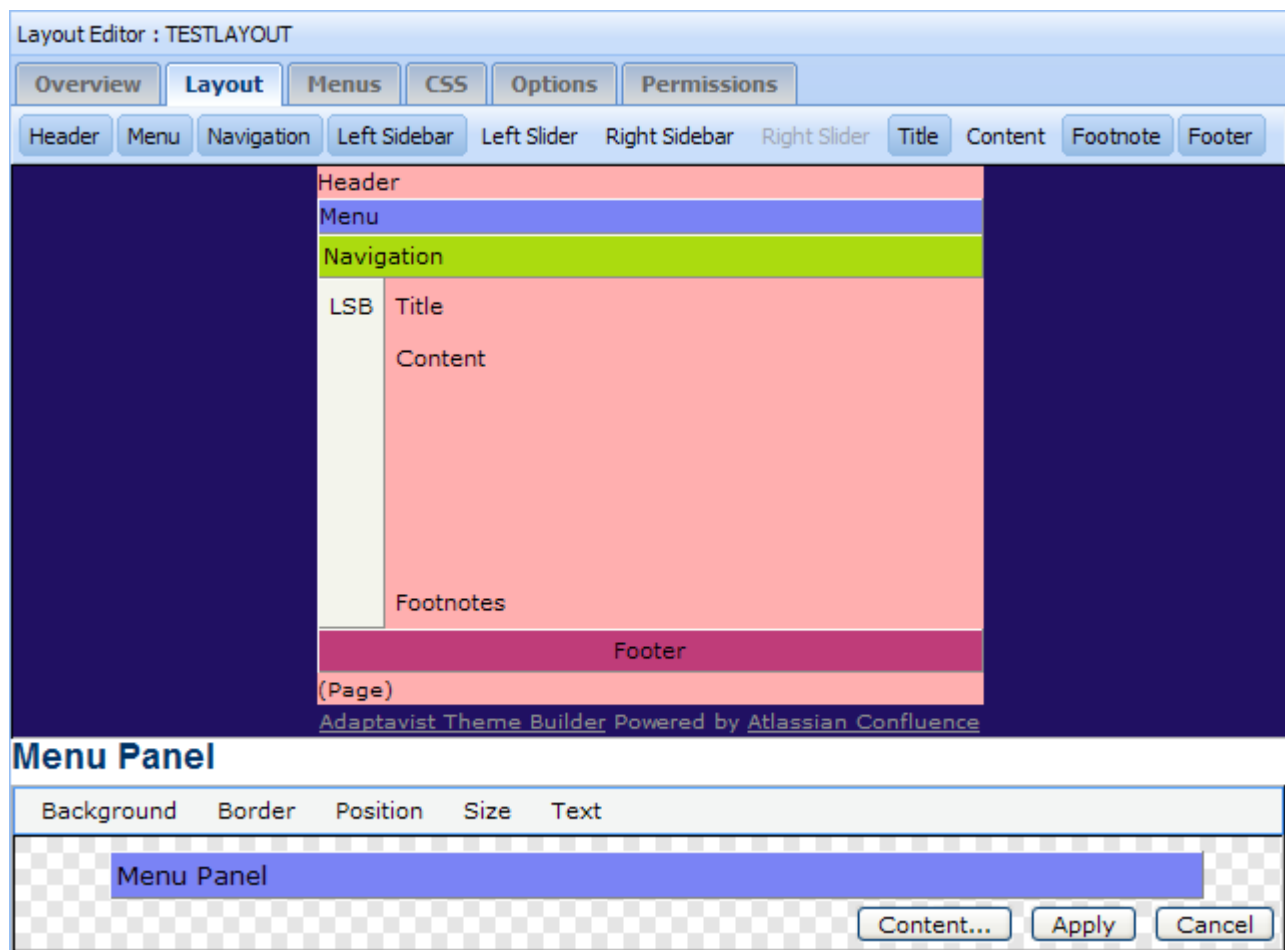 Layout Editor : TESTLAYOUT
Overview Layout Menus CSS Options Permissions
Header Menu Navigation Left Sidebar Left Slider Right Sidebar Right Slider Title Content Footnote Footer
Header
Menu
Navigation
LSB Title
Content
Footnotes
Footer
(Page)
Adaptavist Theme Builder Powered by Atlassian Confluence
Menu Panel
Background Border Position Size Text
Menu Panel
Content... Apply Cancel